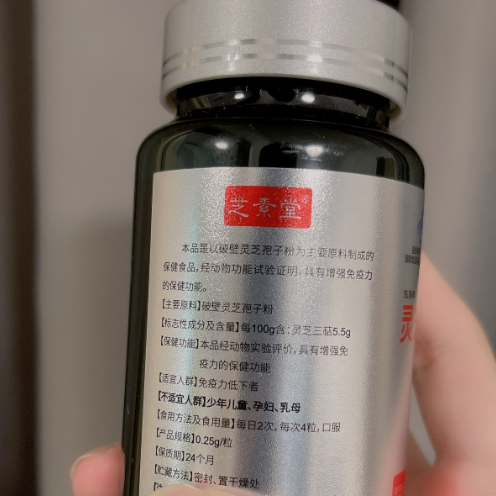 芝素堂
本品是以破壁灵芝孢子粉为主要原料制成的
保健食品,经动物功能试验证明,具有增强免疫力
的保健功能。
【主要原料】破壁灵芝孢子粉
【标志性成分及含量】每100g含:灵芝三萜5.5g
【保健功能】本品经动物实验评价,具有增强免
疫力的保健功能
【适宜人群】免疫力低下者
【不适宜人群】少年儿童、孕妇、乳母
【食用方法及食用量】每日2次,每次4粒,口服
【产品规格】0.25g/粒
【保质期】24个月
【贮藏方法】密封、置干燥处
灵